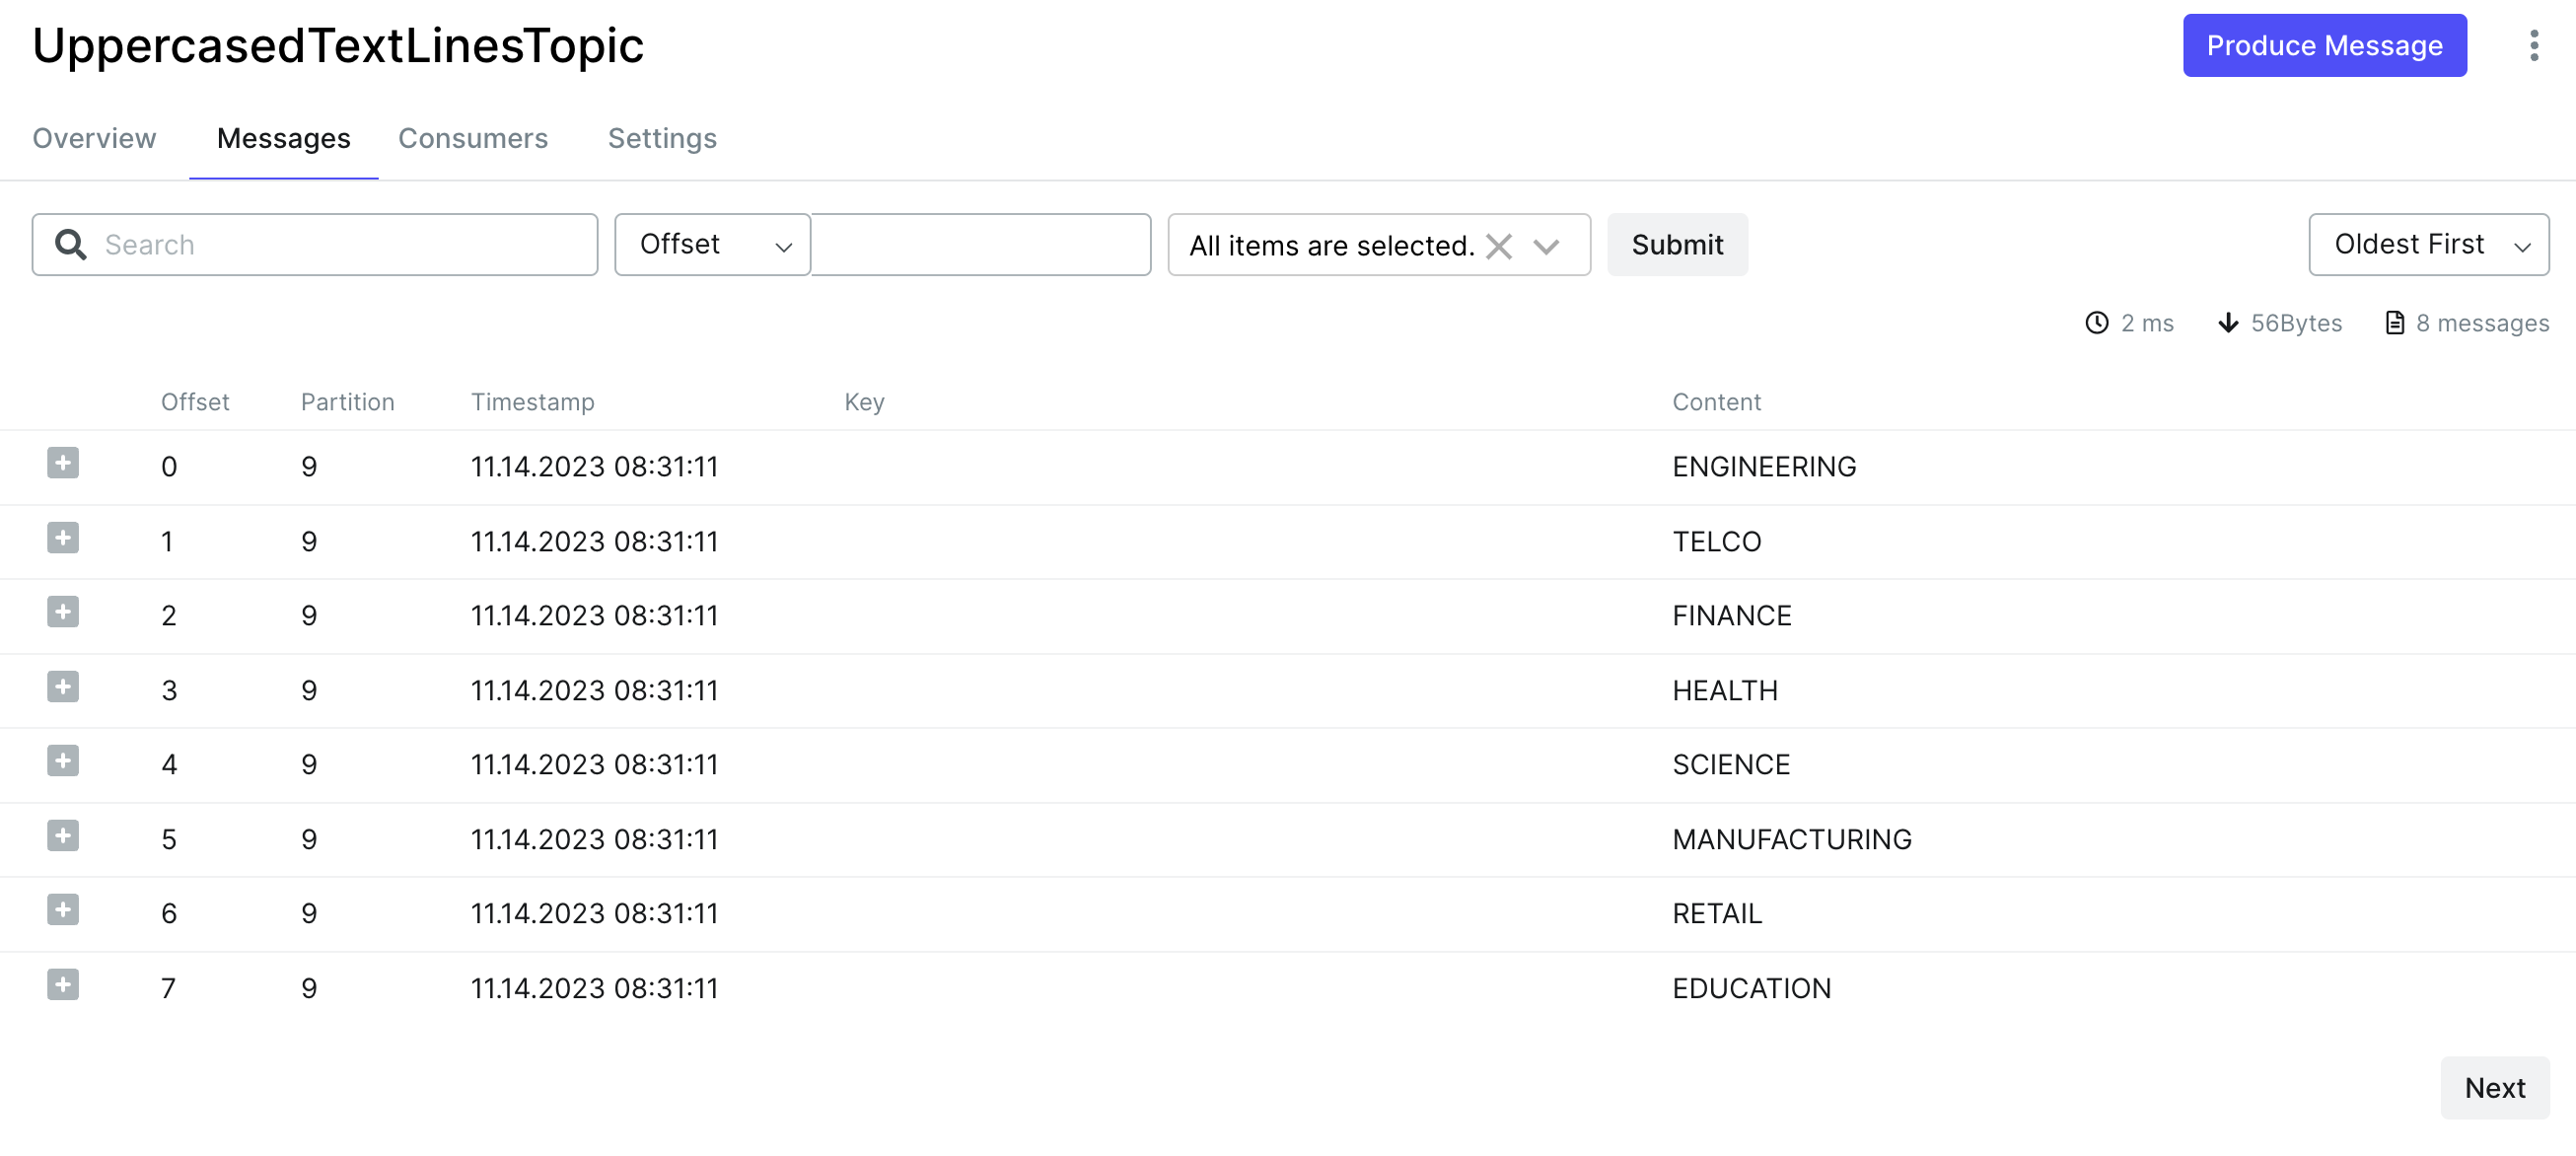 UppercasedTextLinesTopic Produce Message
Overview Messages Consumers Settings
Search Offset All items are selected. Submit Oldest First
2 ms 56Bytes 8 messages
Offset Partition Timestamp Key Content
0 9 11.14.2023 08:31:11 ENGINEERING
1 9 11.14.2023 08:31:11 TELCO
2 9 11.14.2023 08:31:11 FINANCE
3 9 11.14.2023 08:31:11 HEALTH
4 9 11.14.2023 08:31:11 SCIENCE
5 9 11.14.2023 08:31:11 MANUFACTURING
6 9 11.14.2023 08:31:11 RETAIL
7 9 11.14.2023 08:31:11 EDUCATION
Next